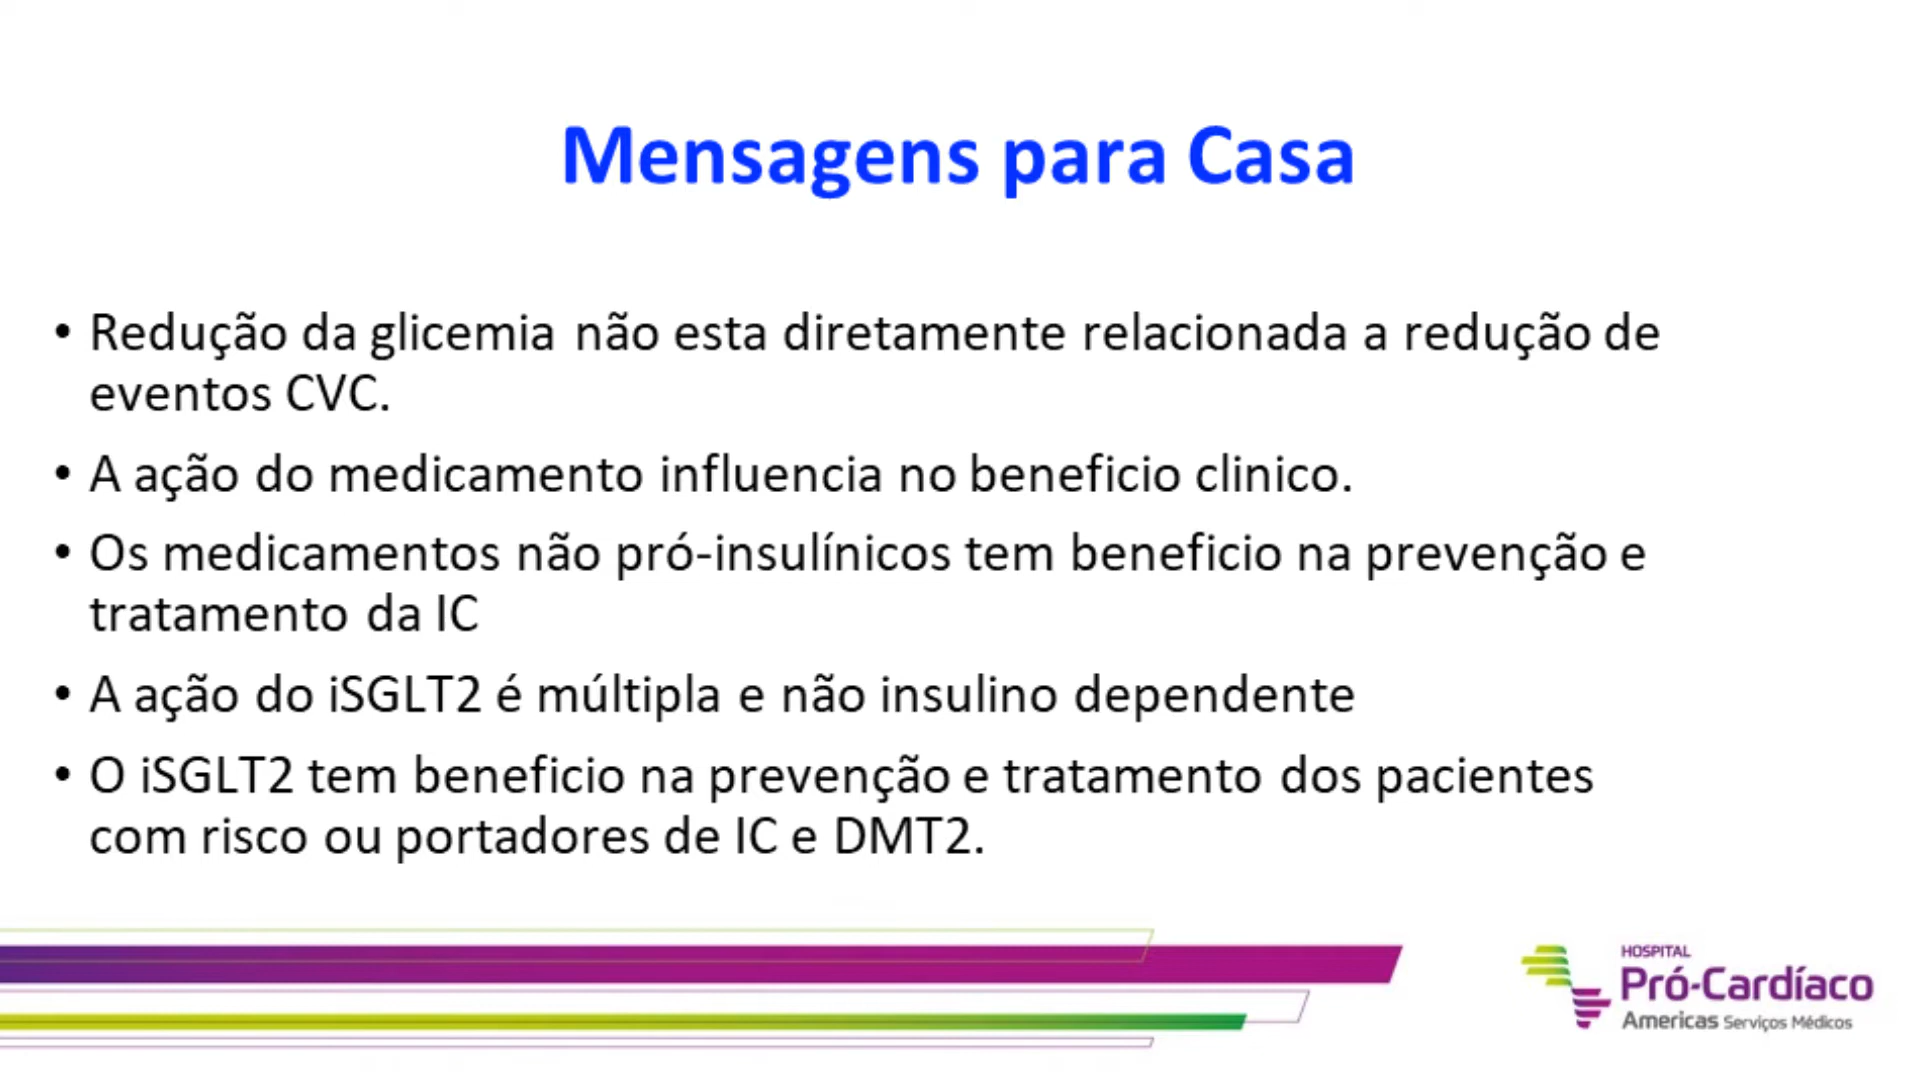 Mensagens para Casa
• Redução da glicemia não esta diretamente relacionada a redução de
eventos CVC.
• A ação do medicamento influencia no beneficio clinico.
• Os medicamentos não pró-insulínicos tem beneficio na prevenção e
tratamento da IC
• A ação do iSGLT2 é múltipla e não insulino dependente
• O iSGLT2 tem beneficio na prevenção e tratamento dos pacientes
com risco ou portadores de IC e DMT2.
HOSPITAL
Pró-Cardíaco
Americas Serviços Médicos